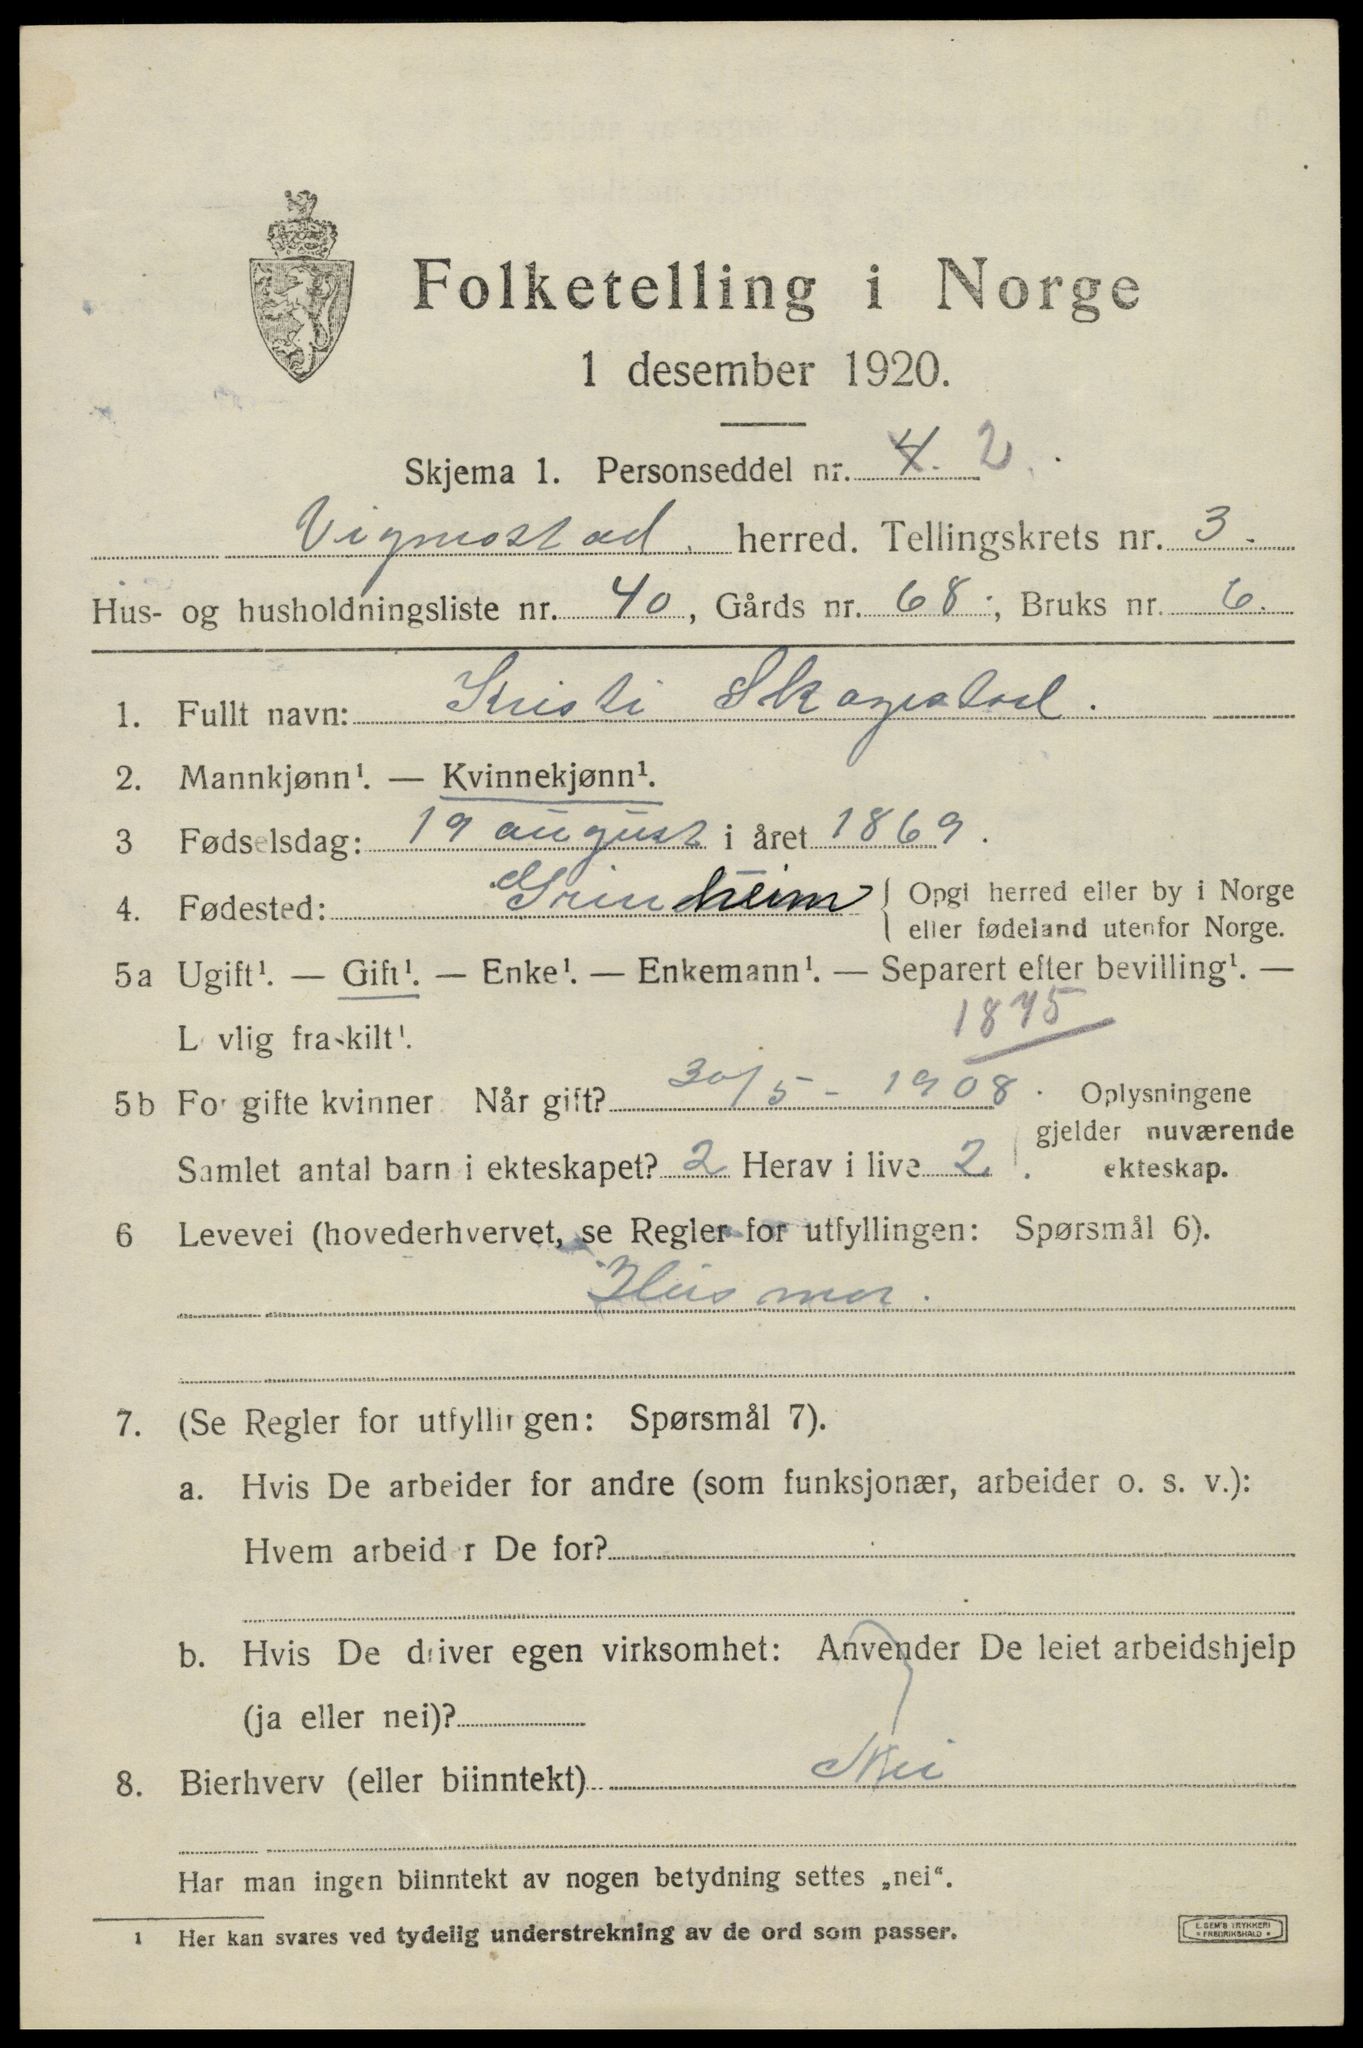 Folketelling i Norge
1 desember 1920.
Skjema 1. Personseddel nr. 4. 2.
Vigmostad. herred. Tellingskrets nr. 3.
Hus- og husholdningsliste nr. 40, Gårds nr. 68, Bruks nr. 6.
1. Fullt navn: Kristi Skagestad.
2. Mannkjønn¹. — Kvinnekjønn¹.
3 Fødselsdag: 19 august i året 1869.
4. Fødested: Grindheim { Opgi herred eller by i Norge
eller fødeland utenfor Norge.
5a Ugift¹. — Gift¹. — Enke¹. — Enkemann¹. — Separert efter bevilling¹. —
L vlig fraskilt¹.
1875
5b For gifte kvinner Når gift? 30/5 - 1908. Oplysningene
gjelder nuværende
Samlet antal barn i ekteskapet? 2 Herav i live 2. ekteskap.
6 Levevei (hovederhvervet, se Regler for utfyllingen: Spørsmål 6).
Husmor.
7. (Se Regler for utfyllingen: Spørsmål 7).
a. Hvis De arbeider for andre (som funksjonær, arbeider o. s. v.):
Hvem arbeid r De for?
b. Hvis De driver egen virksomhet: Anvender De leiet arbeidshjelp
(ja eller nei)?
8. Bierhverv (eller biinntekt) Nei
Har man ingen biinntekt av nogen betydning settes „nei“.
¹ Her kan svares ved tydelig understrekning av de ord som passer.
E. SEM'S TRYKKERI
FREDRIKSHALD